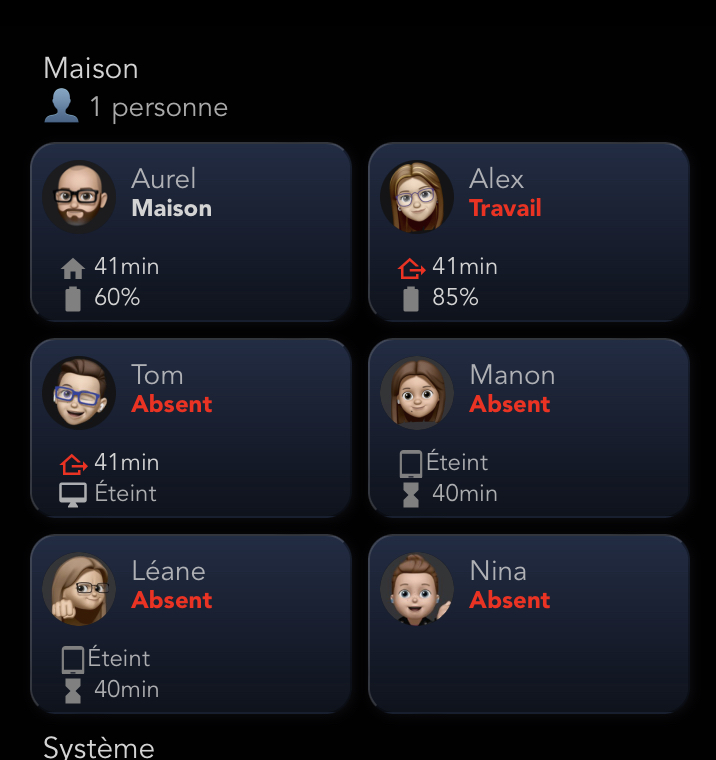 Maison
1 personne
Aurel
Maison
41min
60%
Alex
Travail
41min
85%
Tom
Absent
41min
Éteint
Manon
Absent
Éteint
40min
Léane
Absent
Éteint
40min
Nina
Absent
Système